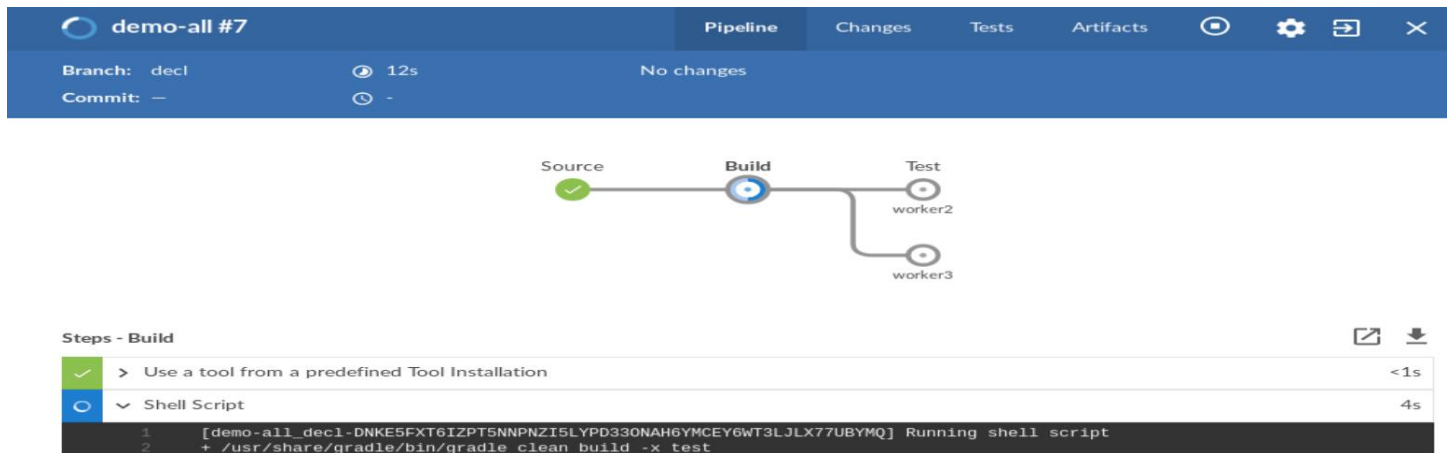 demo-all #7 Pipeline Changes Tests Artifacts
Branch: decl 12s No changes
Commit: — -
Source Build Test
worker2
worker3
Steps - Build
Use a tool from a predefined Tool Installation <1s
Shell Script 4s
1 [demo-all_decl-DNKE5FXT6IZPT5NNPNZI5LYPD33ONAH6YMCEY6WT3LJLX77UBYMQ] Running shell script
2 + /usr/share/gradle/bin/gradle clean build -x test